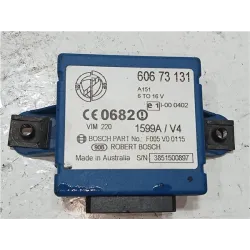 606 73 131
A151
6 TO 16 V
e1 I-00 0402
CE 0682
VIM 220
1599A / V4
BOSCH PART No.: F005 V0 0115
ROBERT BOSCH
Made in Australia
S/N 3851500897